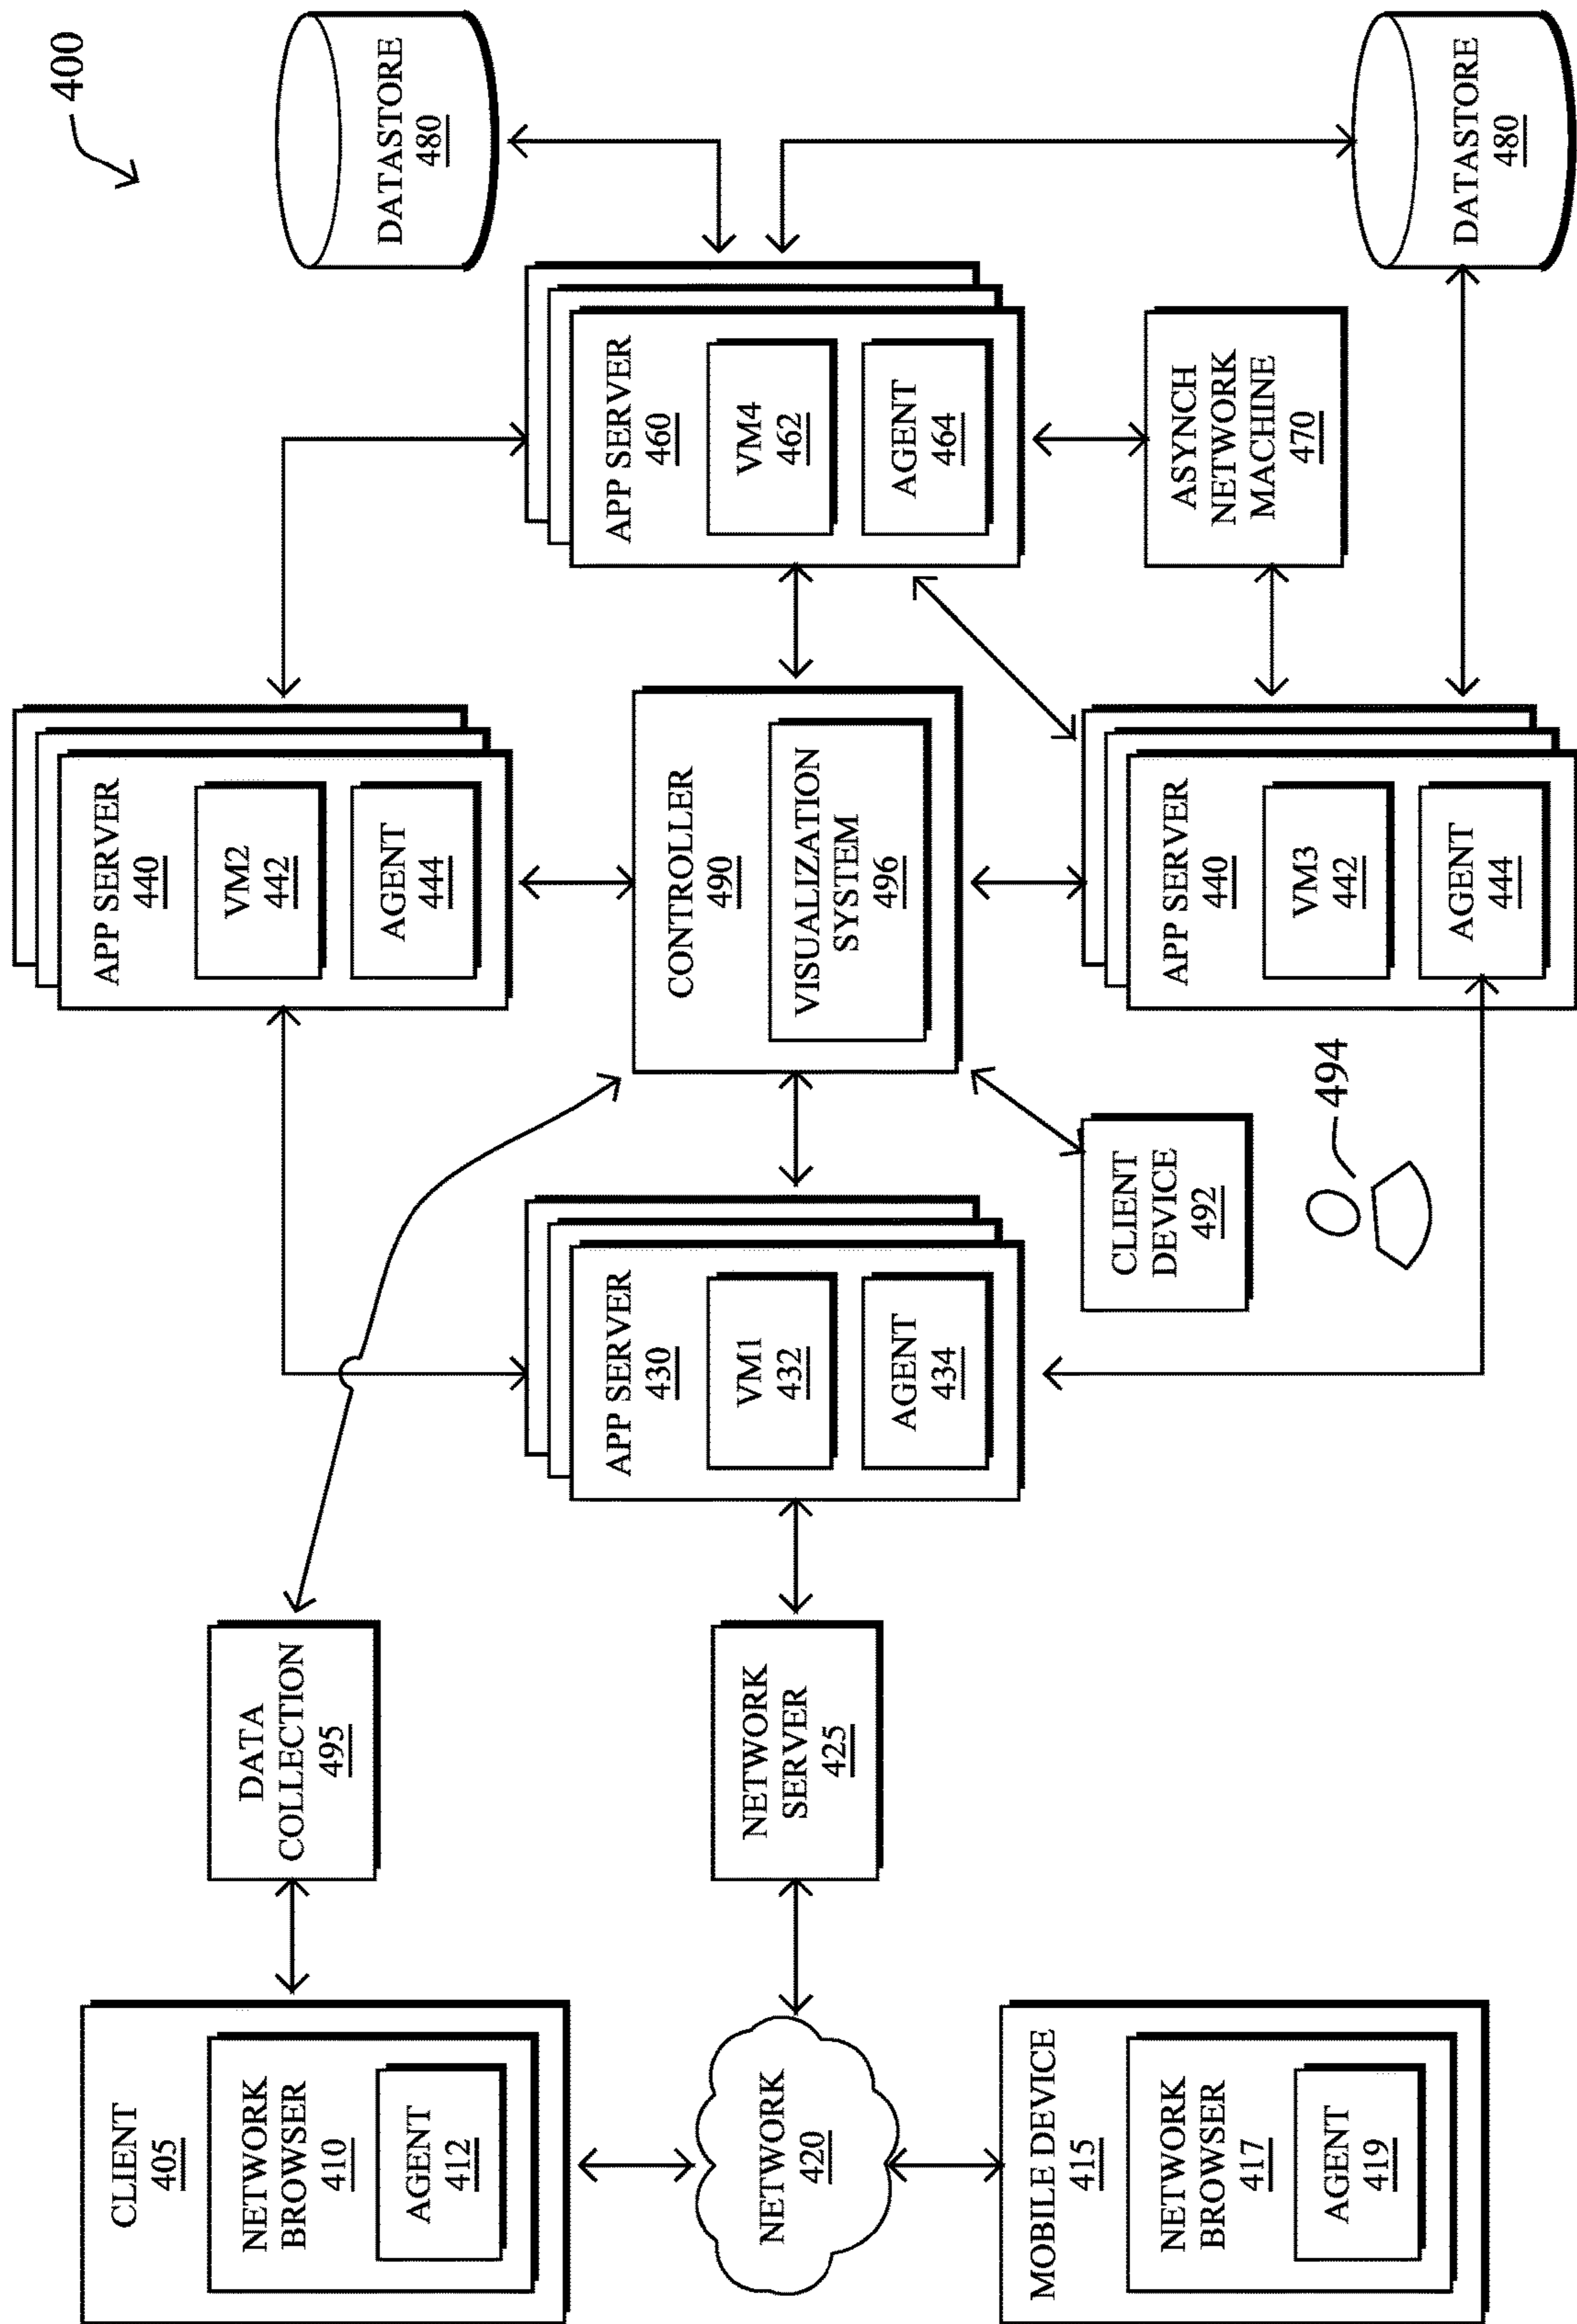 400
CLIENT
405
NETWORK
BROWSER
410
AGENT
412
DATA
COLLECTION
495
APP SERVER
440
VM2
442
AGENT
444
DATASTORE
480
NETWORK
420
NETWORK
SERVER
425
APP SERVER
430
VM1
432
AGENT
434
CONTROLLER
490
VISUALIZATION
SYSTEM
496
APP SERVER
460
VM4
462
AGENT
464
MOBILE DEVICE
415
NETWORK
BROWSER
417
AGENT
419
CLIENT
DEVICE
492
494
APP SERVER
440
VM3
442
AGENT
444
ASYNCH
NETWORK
MACHINE
470
DATASTORE
480